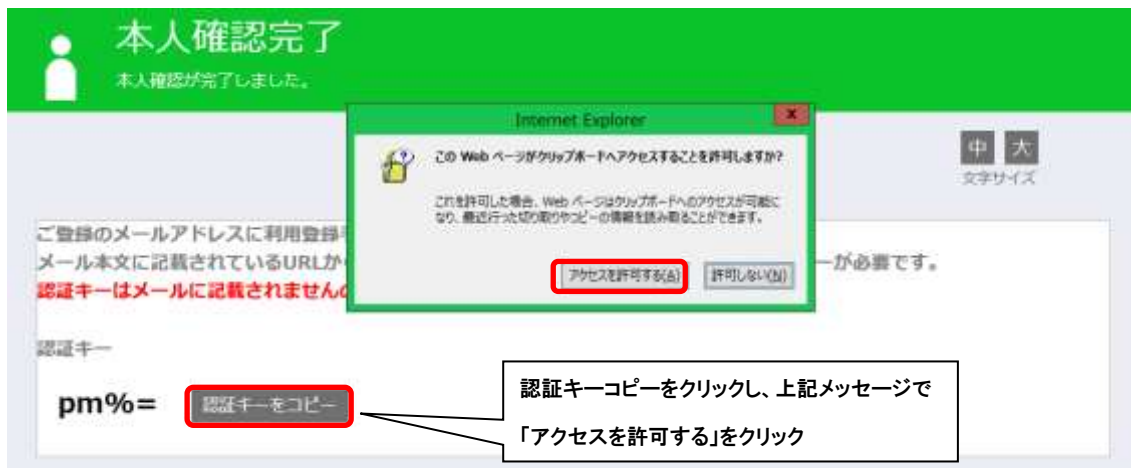 本人確認完了
本人確認が完了しました。
Internet Explorer
この Web ページがクリップボードへアクセスすることを許可しますか?
これを許可した場合、Web ページはクリップボードへのアクセスが可能に
なり、最近行った切り取りやコピーの情報を読み取ることができます。
アクセスを許可する(A) 許可しない(N)
中 大
文字サイズ
ご登録のメールアドレスに利用登録
メール本文に記載されているURLか ーが必要です。
認証キーはメールに記載されませんの
認証キー
pm%= 認証キーをコピー
認証キーコピーをクリックし、上記メッセージで
「アクセスを許可する」をクリック